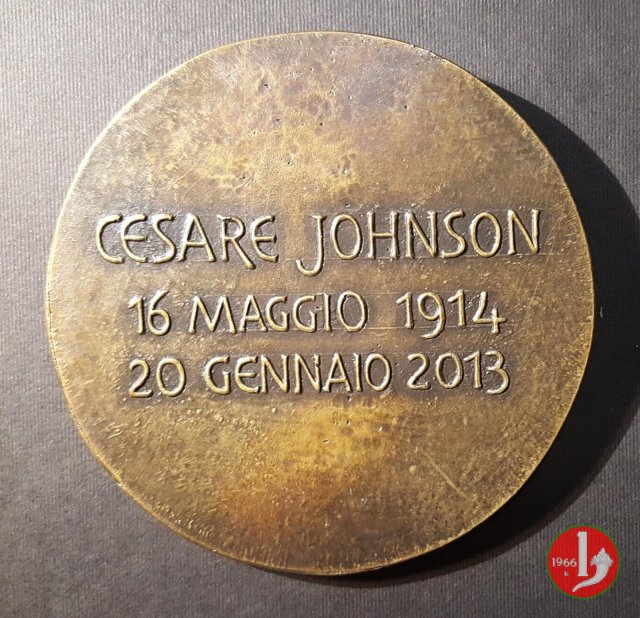 CESARE JOHNSON
16 MAGGIO 1914
20 GENNAIO 2013
1966